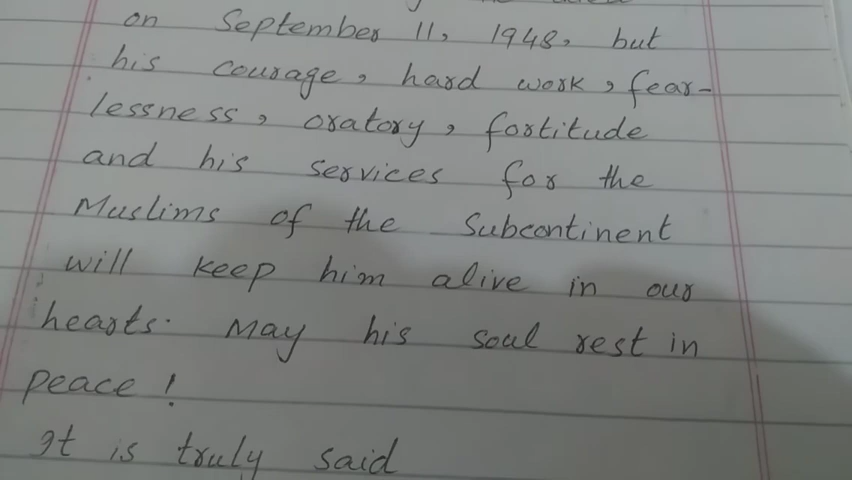 on September 11, 1948, but
his courage, hard work, fear-
lessness, oratory, fortitude
and his services for the
Muslims of the Subcontinent
will keep him alive in our
hearts. May his soul rest in
peace!
It is truly said